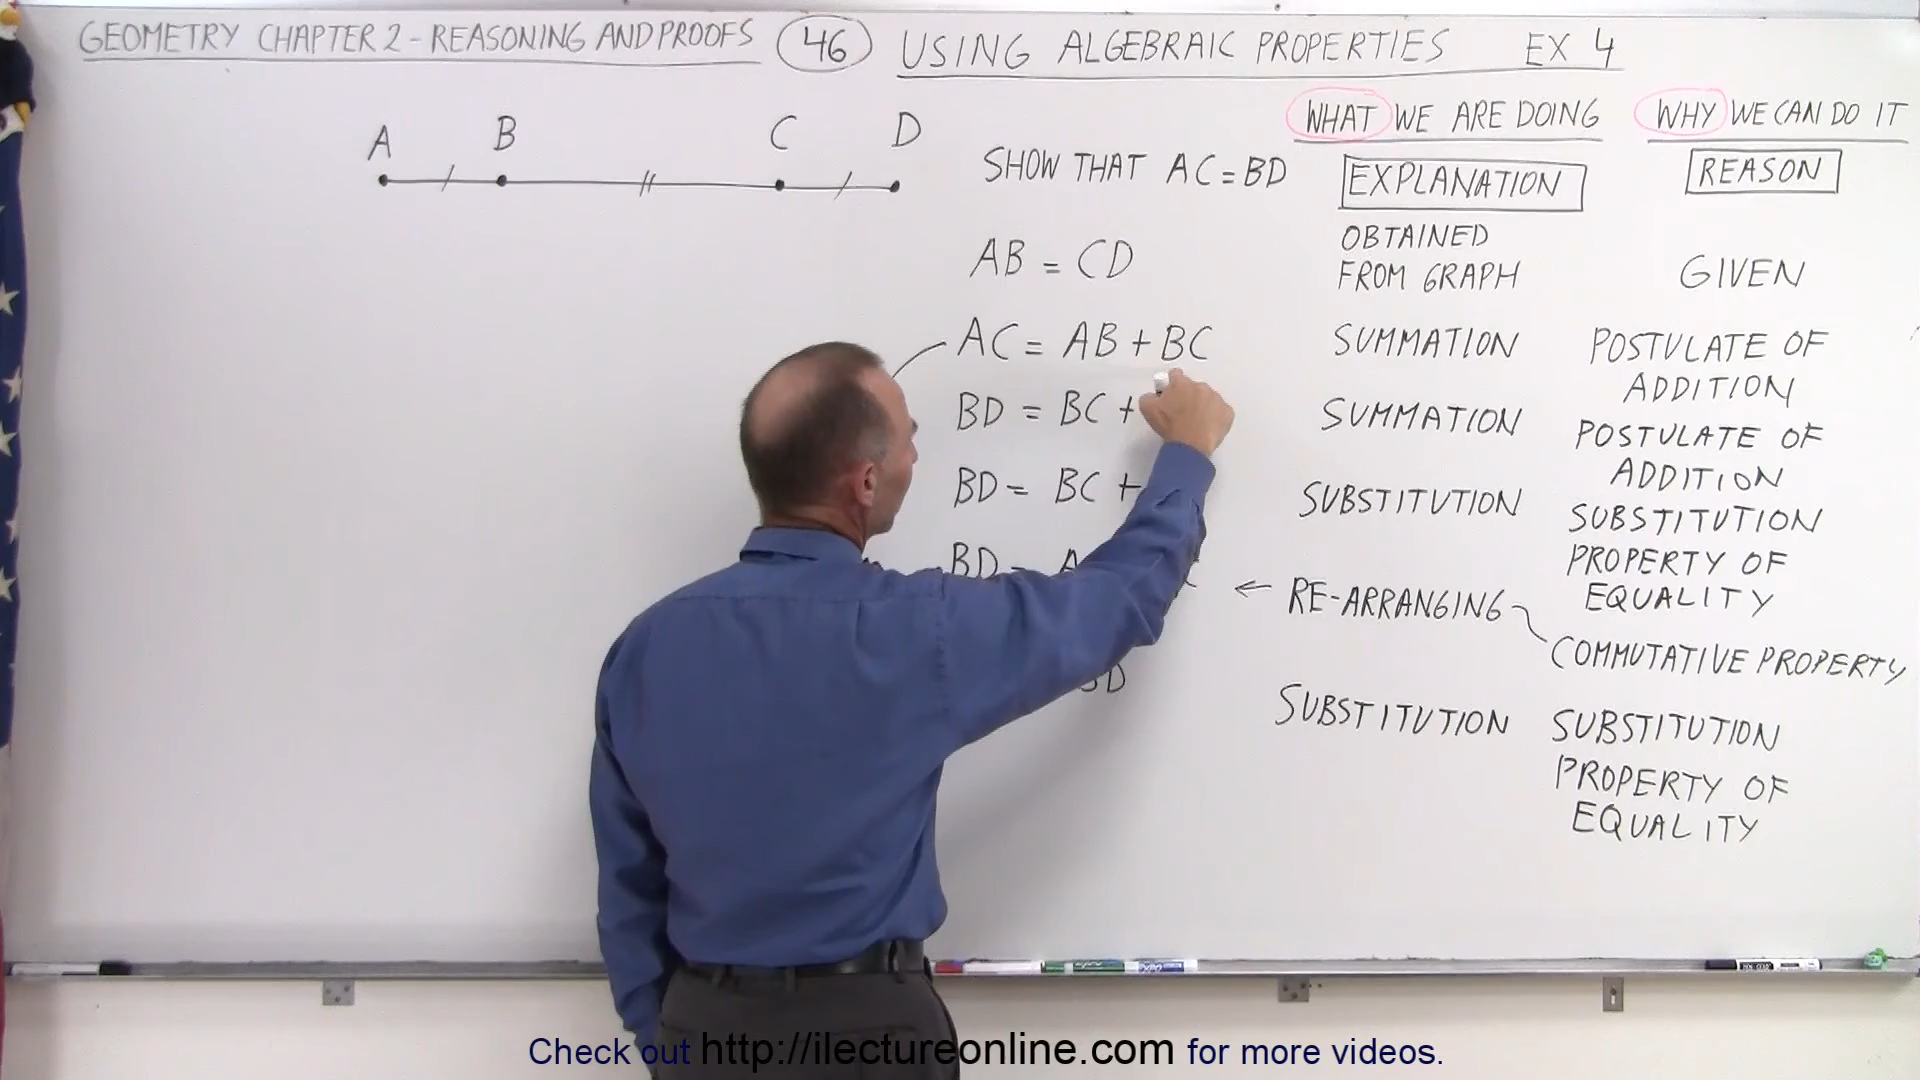 GEOMETRY CHAPTER 2 - REASONING AND PROOFS 46 USING ALGEBRAIC PROPERTIES EX 4
A B C D
SHOW THAT AC = BD
WHAT WE ARE DOING
EXPLANATION
WHY WE CAN DO IT
REASON
AB = CD
OBTAINED
FROM GRAPH
GIVEN
AC = AB + BC
SUMMATION
POSTULATE OF
ADDITION
BD = BC +
SUMMATION
POSTULATE OF
ADDITION
BD = BC +
SUBSTITUTION
SUBSTITUTION
PROPERTY OF
EQUALITY
BD = A
← RE-ARRANGING
COMMUTATIVE PROPERTY
BD
SUBSTITUTION
SUBSTITUTION
PROPERTY OF
EQUALITY
Check out http://ilectureonline.com for more videos.